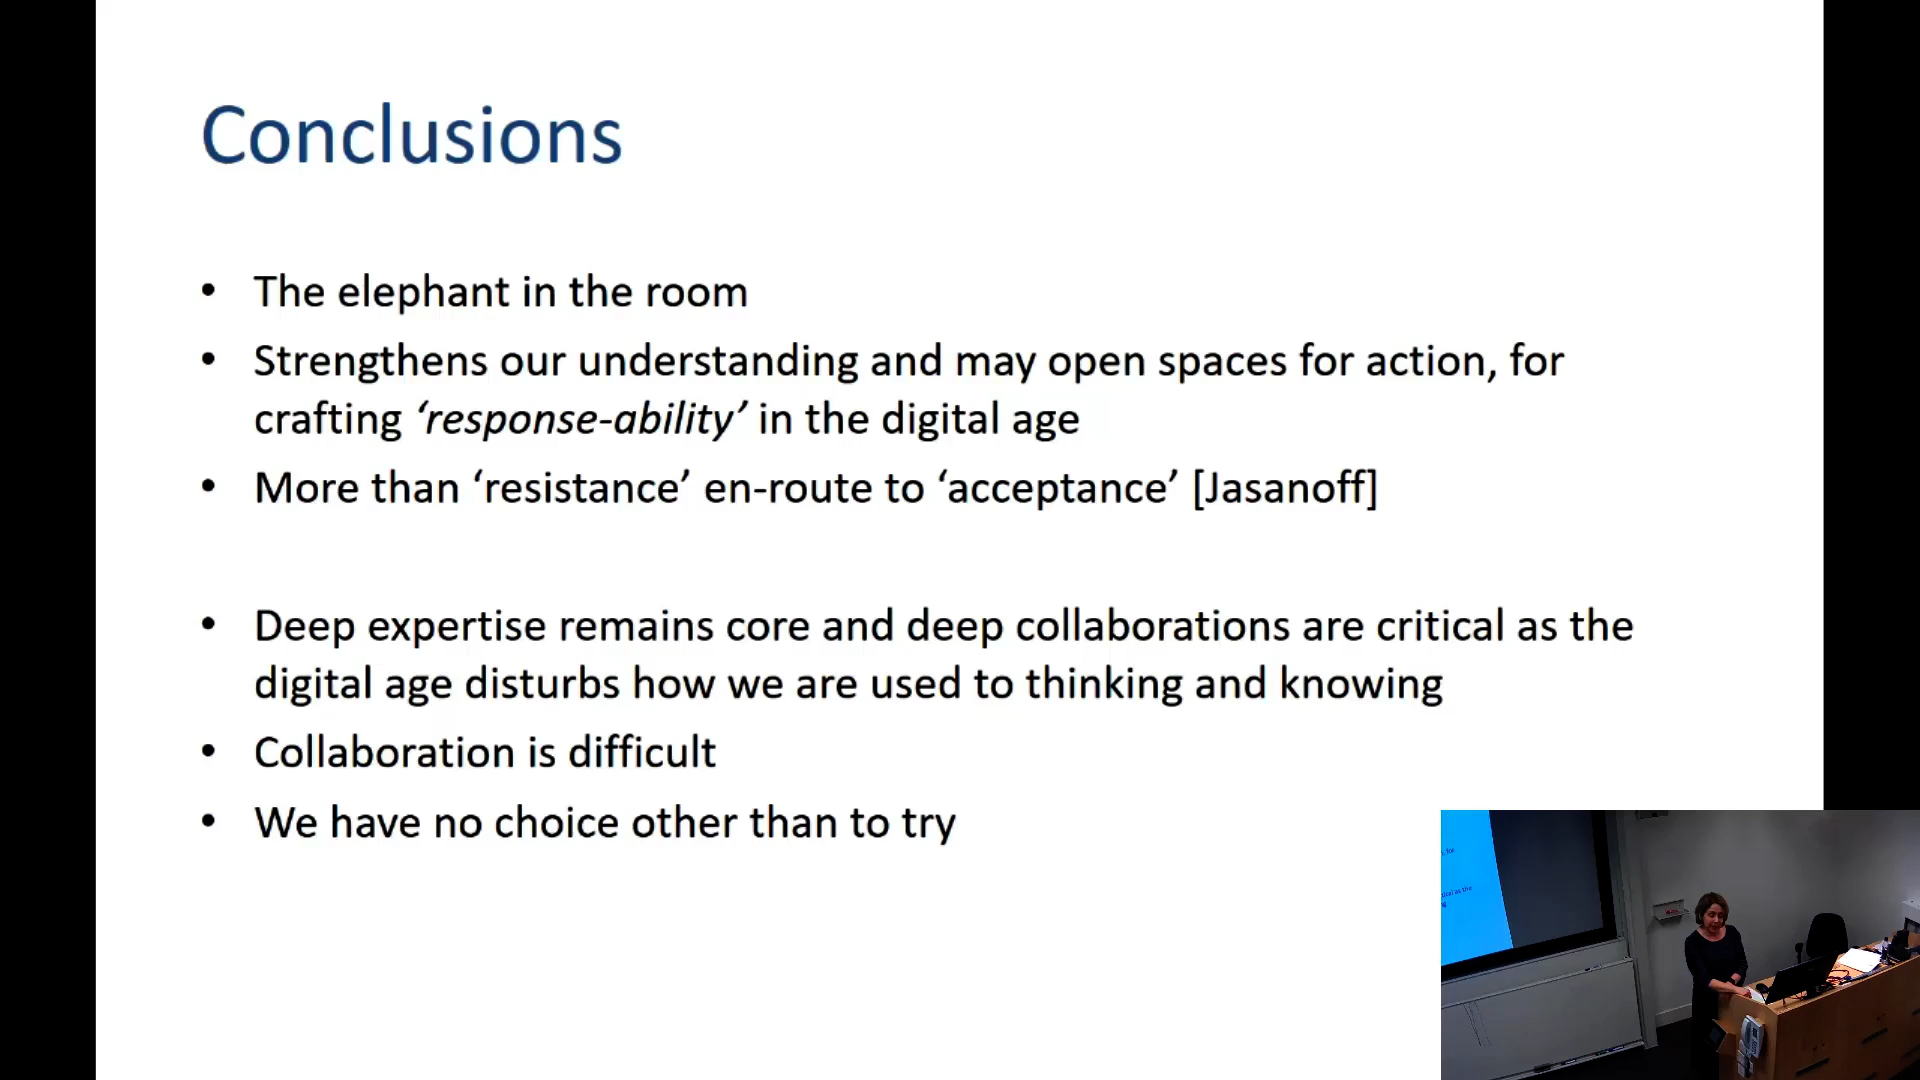 Conclusions
• The elephant in the room
• Strengthens our understanding and may open spaces for action, for
crafting ‘response-ability’ in the digital age
• More than ‘resistance’ en-route to ‘acceptance’ [Jasanoff]
• Deep expertise remains core and deep collaborations are critical as the
digital age disturbs how we are used to thinking and knowing
• Collaboration is difficult
• We have no choice other than to try